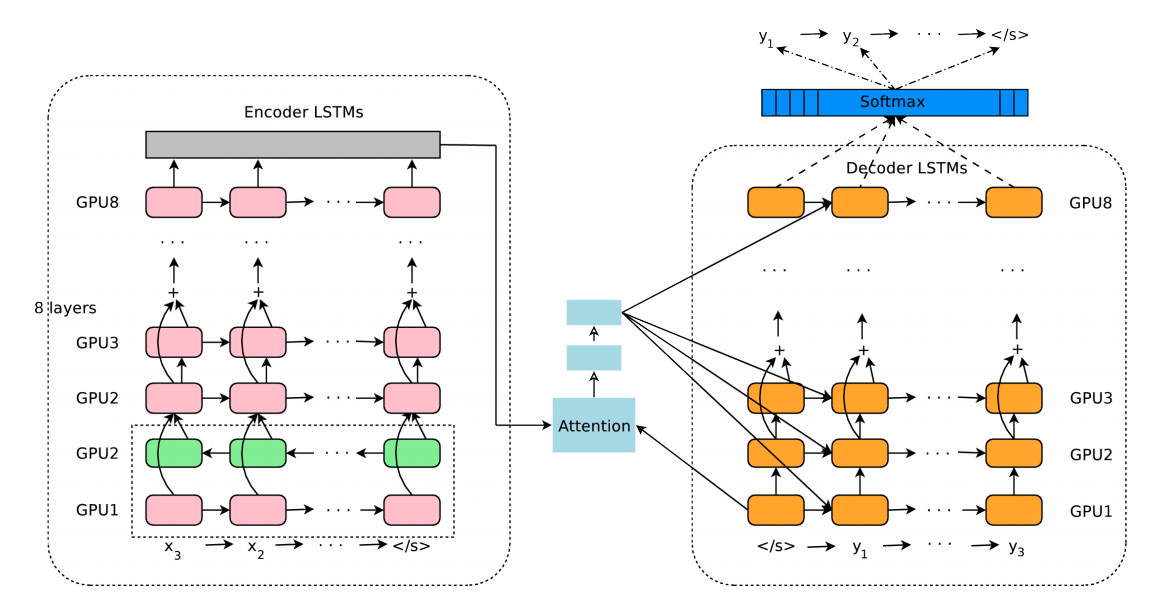 y1 y2 · · · </s>
Softmax
Encoder LSTMs
Decoder LSTMs
GPU8 · · ·
· · · GPU8
· · · · · · · · ·
· · · · · · · · ·
+ + +
8 layers
GPU3 · · ·
+ + +
GPU2 · · ·
· · · GPU3
Attention
GPU2 · · ·
· · · GPU2
GPU1 · · ·
· · · GPU1
x3 x2 · · · </s>
</s> y1 · · · y3